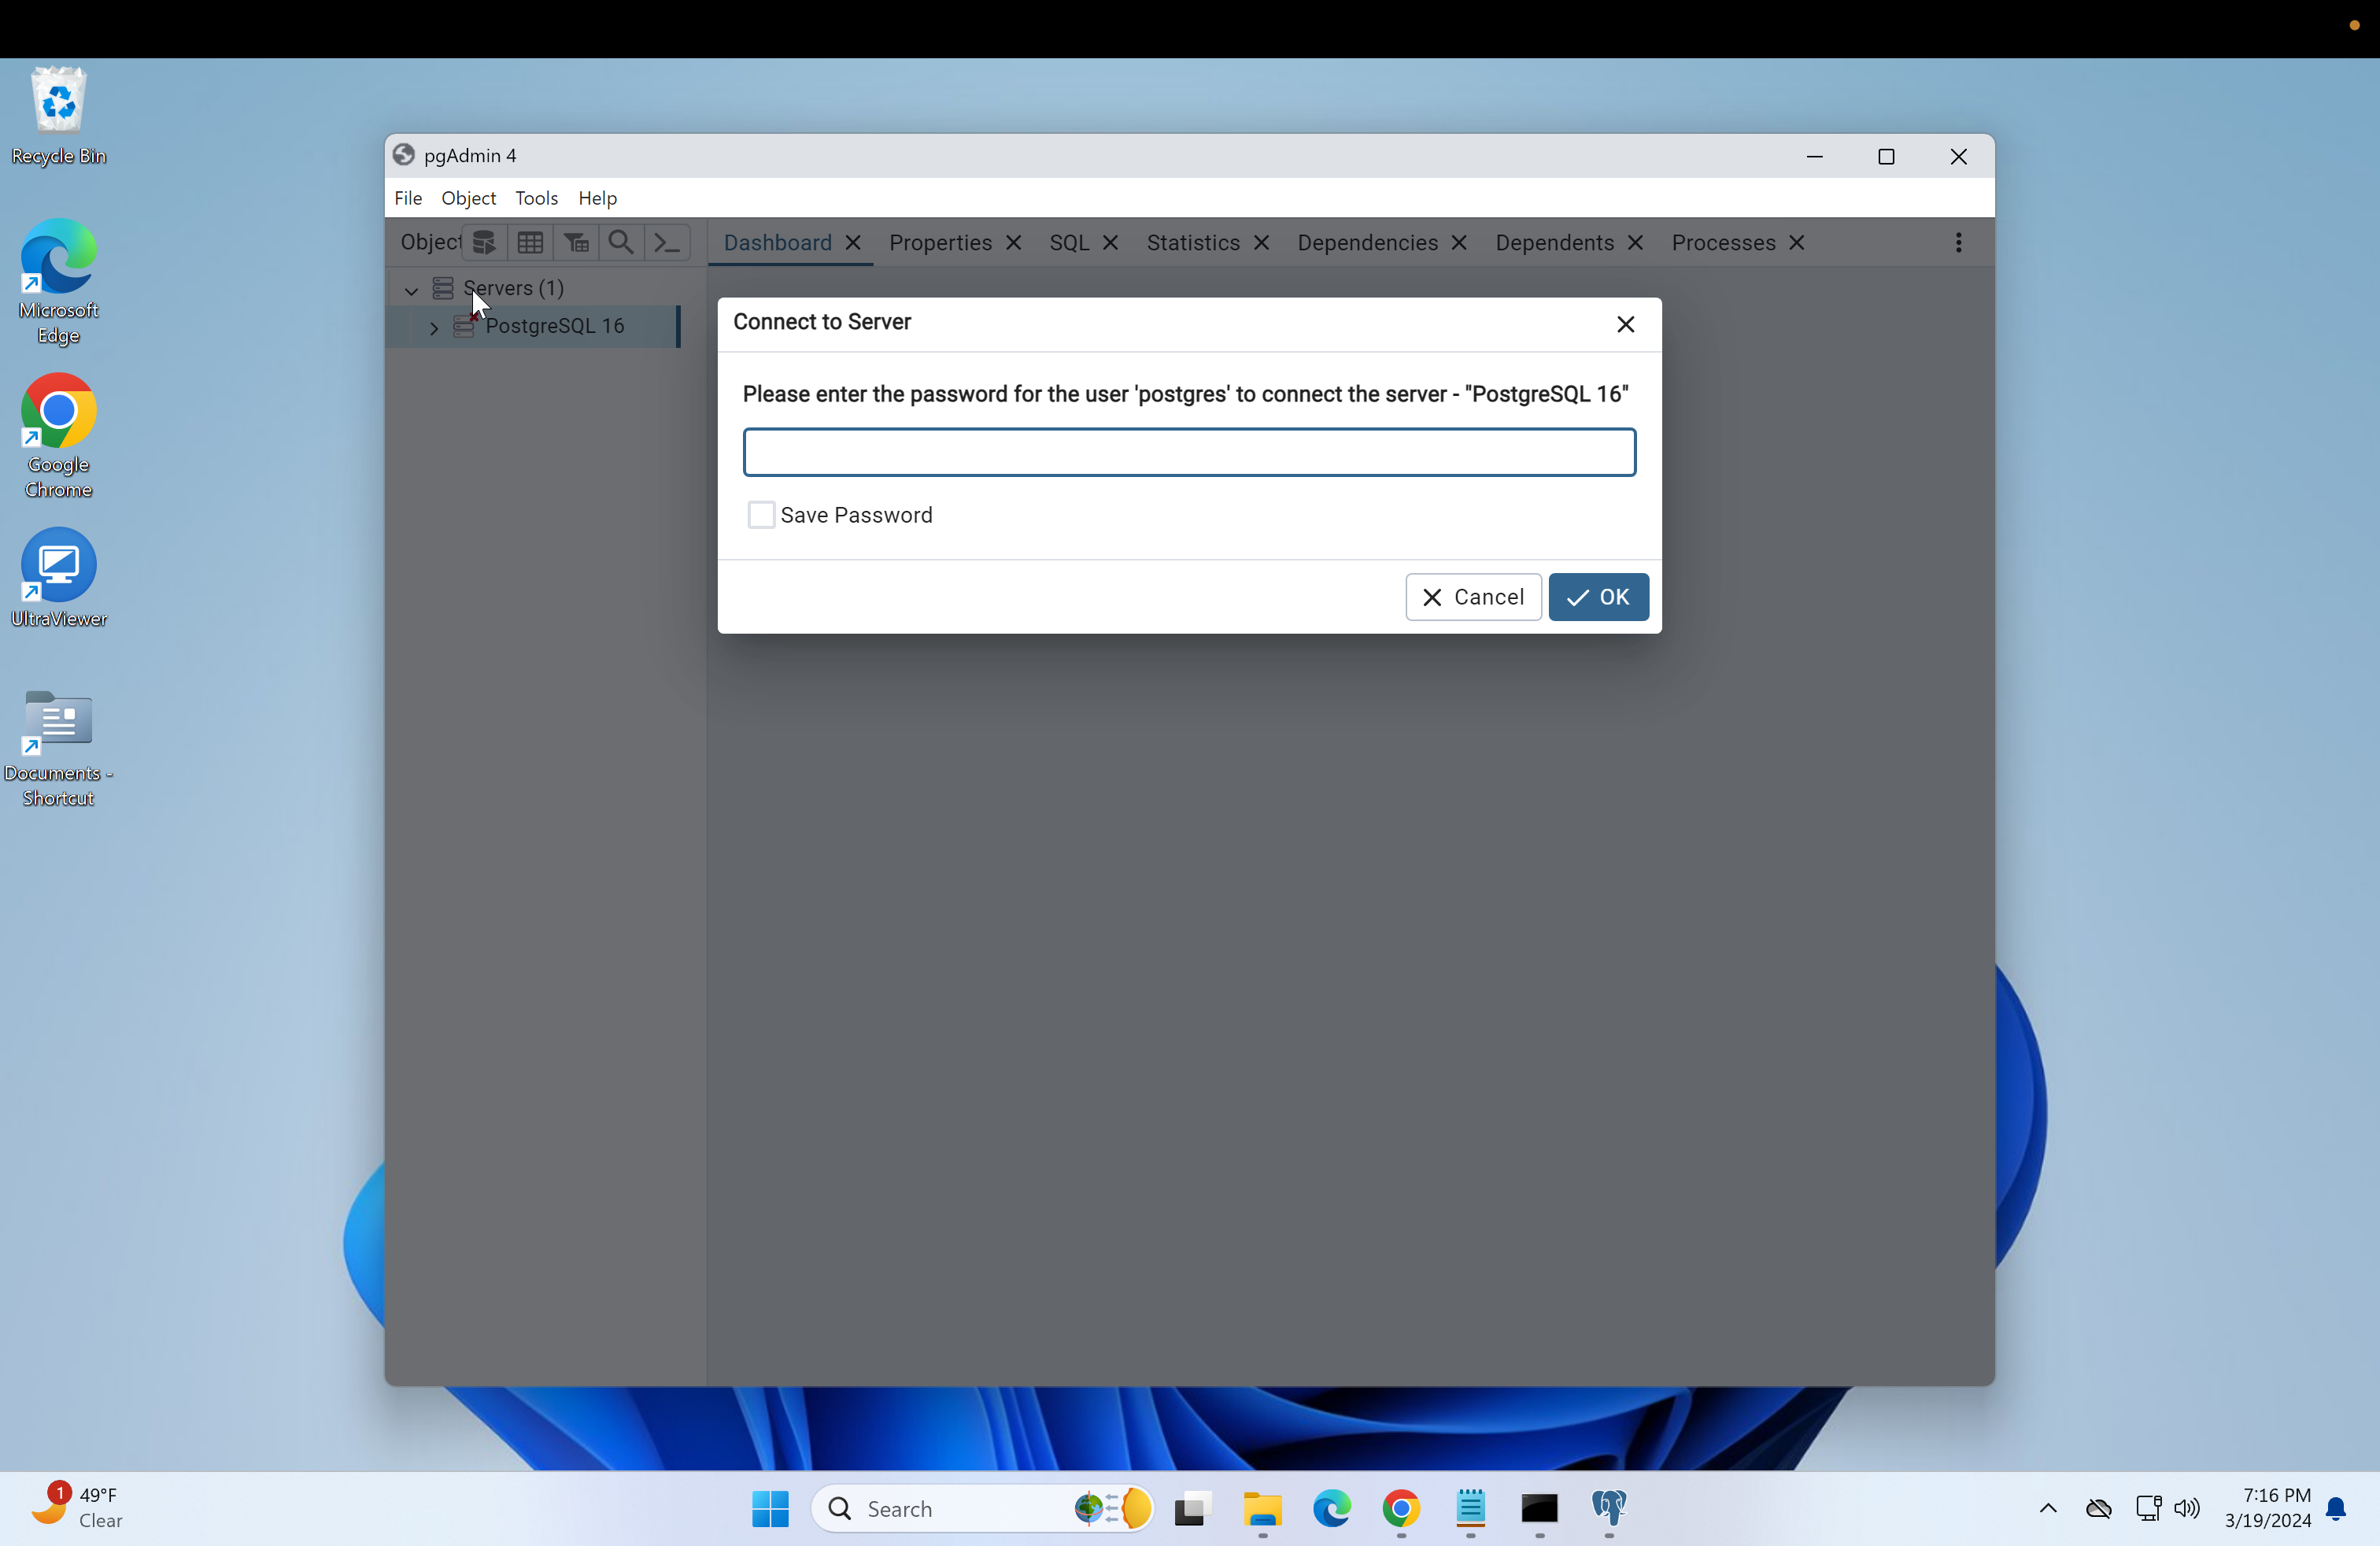 Recycle Bin
Microsoft
Edge
Google
Chrome
UltraViewer
Documents -
Shortcut
pgAdmin 4
File Object Tools Help
Object
Dashboard Properties SQL Statistics Dependencies Dependents Processes
Servers (1)
PostgreSQL 16
Connect to Server
Please enter the password for the user 'postgres' to connect the server - "PostgreSQL 16"
Save Password
Cancel OK
1
49°F
Clear
Search
7:16 PM
3/19/2024